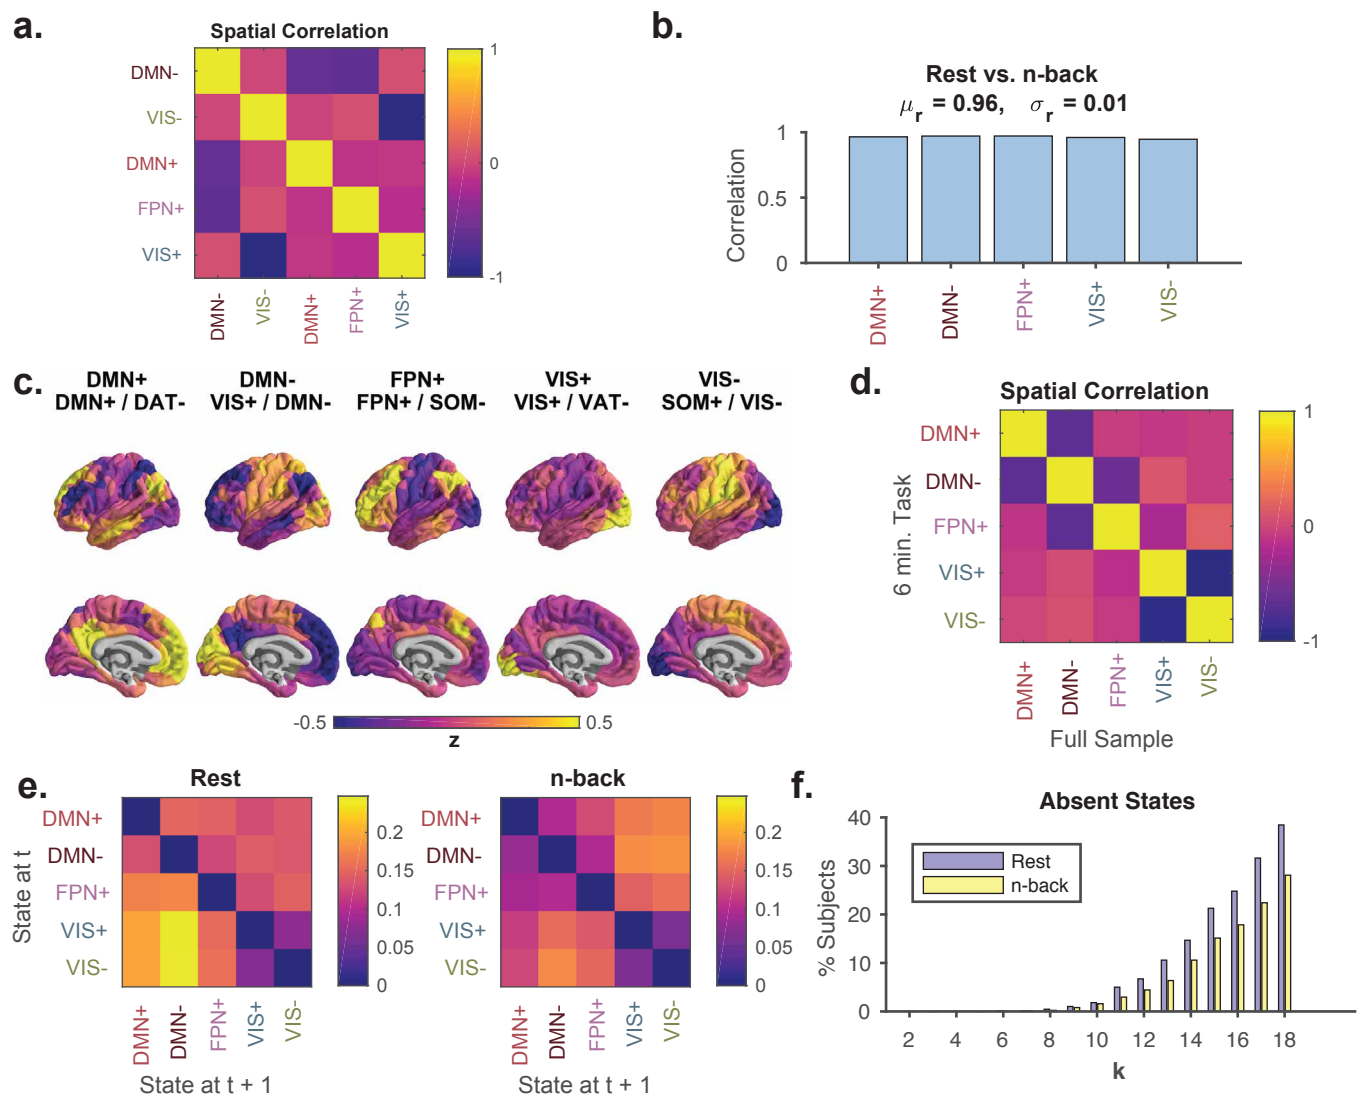 a.
Spatial Correlation
DMN-
VIS-
DMN+
FPN+
VIS+
1
0
-1
DMN-
VIS-
DMN+
FPN+
VIS+
b.
Rest vs. n-back
μr = 0.96, σr = 0.01
Correlation
1
0.5
0
DMN+
DMN-
FPN+
VIS+
VIS-
c.
DMN+
DMN+ / DAT-
DMN-
VIS+ / DMN-
FPN+
FPN+ / SOM-
VIS+
VIS+ / VAT-
VIS-
SOM+ / VIS-
-0.5
0.5
z
d.
Spatial Correlation
6 min. Task
DMN+
DMN-
FPN+
VIS+
VIS-
1
0
-1
DMN+
DMN-
FPN+
VIS+
VIS-
Full Sample
e.
Rest
State at t
DMN+
DMN-
FPN+
VIS+
VIS-
0.2
0.15
0.1
0.05
0
DMN+
DMN-
FPN+
VIS+
VIS-
State at t + 1
n-back
DMN+
DMN-
FPN+
VIS+
VIS-
0.2
0.15
0.1
0.05
0
DMN+
DMN-
FPN+
VIS+
VIS-
State at t + 1
f.
Absent States
% Subjects
40
30
20
10
0
Rest
n-back
2 4 6 8 10 12 14 16 18
k